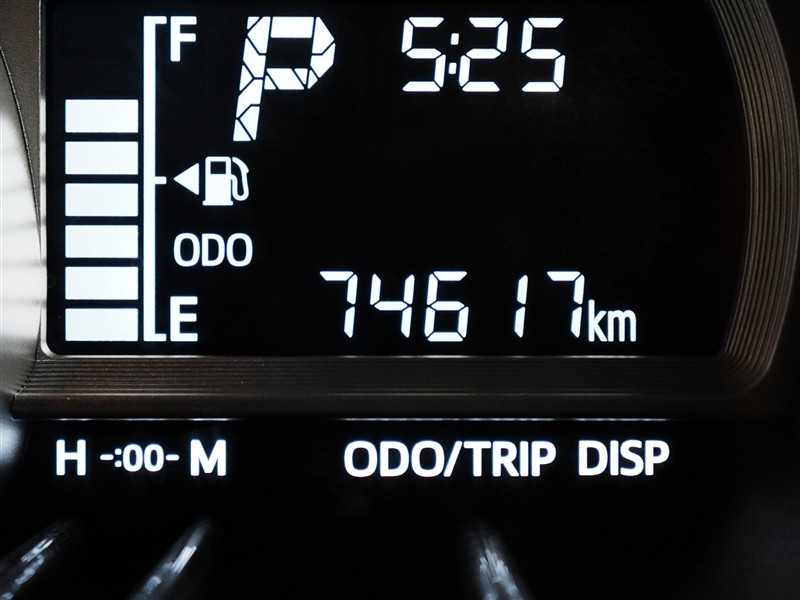 F P 5:25
ODO
E 74617km
H -:00- M ODO/TRIP DISP